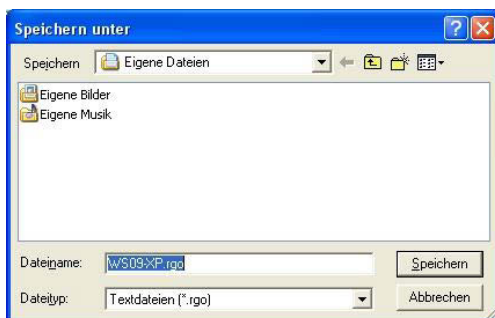 Speichern unter
Speichern Eigene Dateien
Eigene Bilder
Eigene Musik
Dateiname: WS09-XP.rgo Speichern
Dateityp: Textdateien (*.rgo) Abbrechen